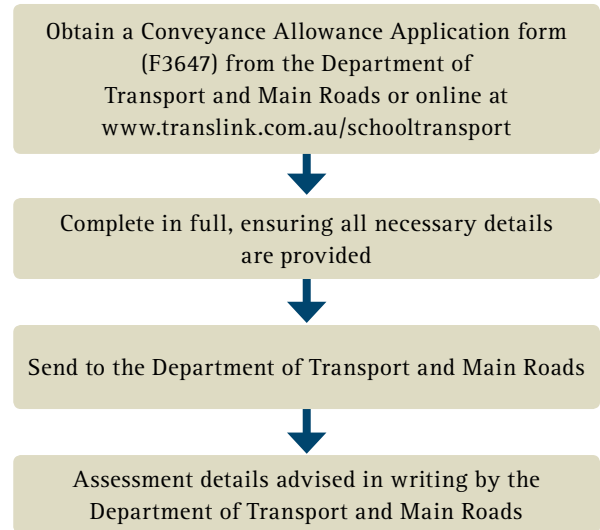 Obtain a Conveyance Allowance Application form
(F3647) from the Department of
Transport and Main Roads or online at
www.translink.com.au/schooltransport
Complete in full, ensuring all necessary details
are provided
Send to the Department of Transport and Main Roads
Assessment details advised in writing by the
Department of Transport and Main Roads